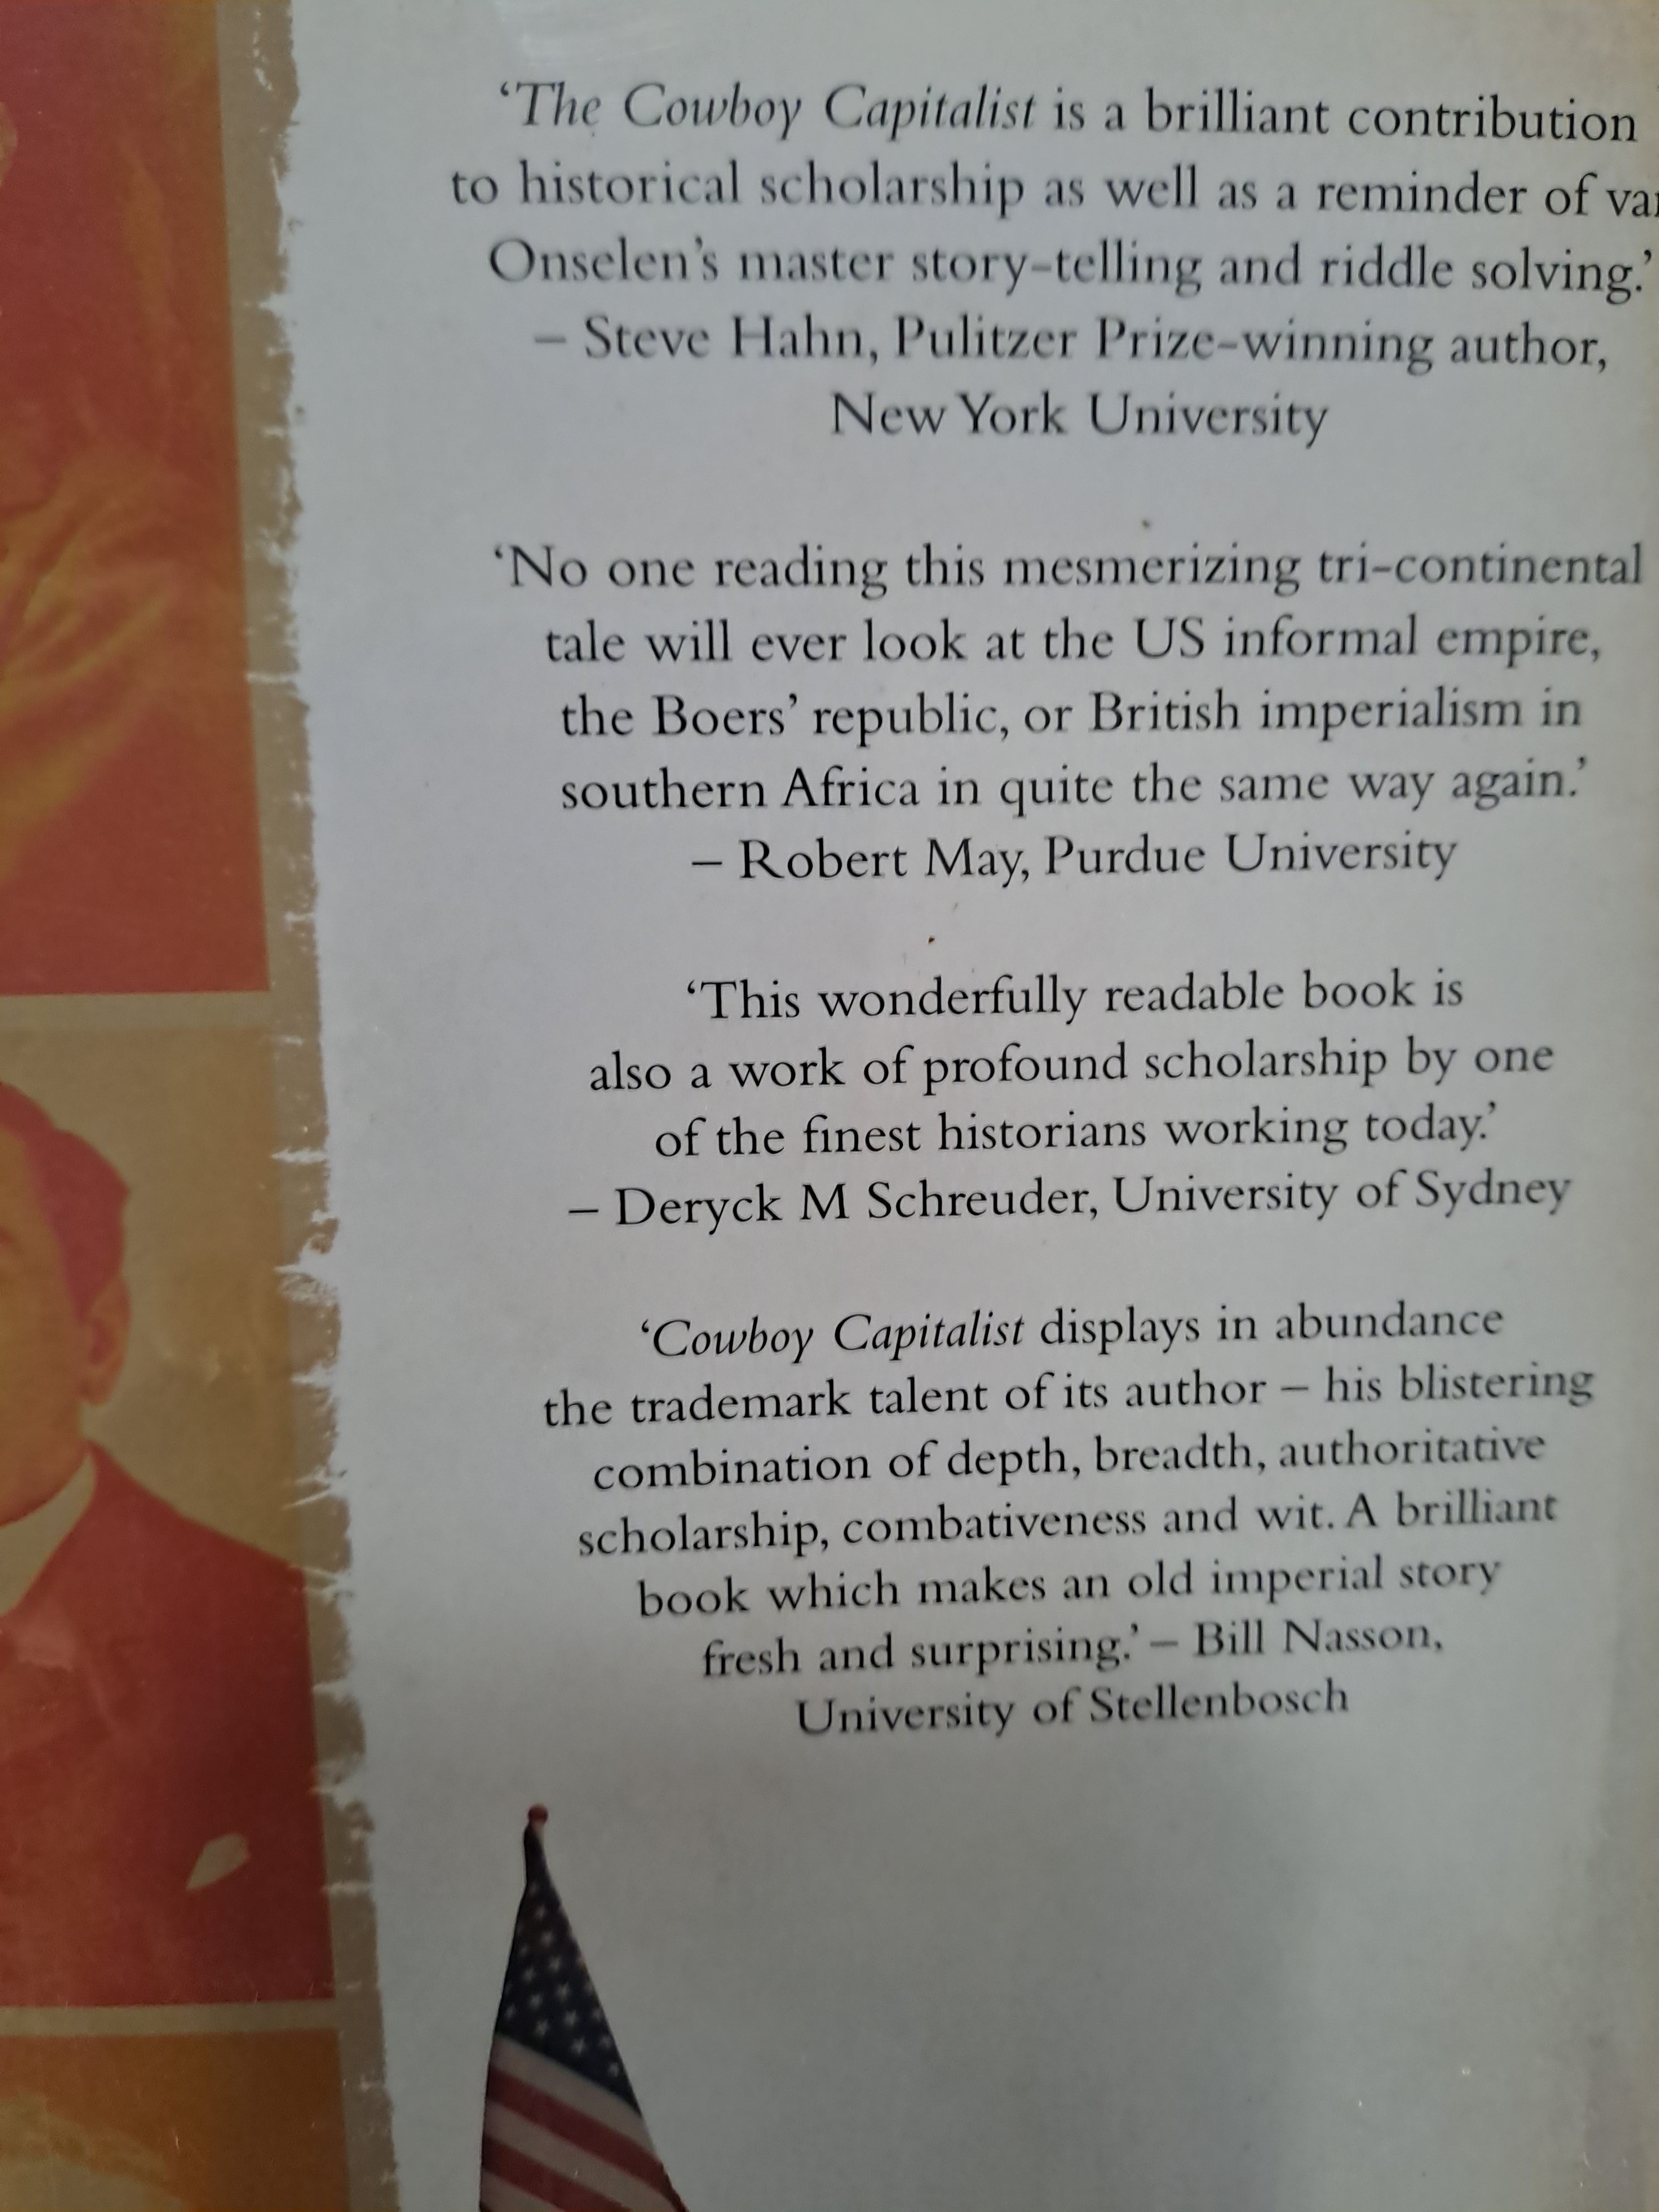 ‘The Cowboy Capitalist is a brilliant contribution
to historical scholarship as well as a reminder of
Onselen’s master story-telling and riddle solving.’
– Steve Hahn, Pulitzer Prize-winning author,
New York University
‘No one reading this mesmerizing tri-continental
tale will ever look at the US informal empire,
the Boers’ republic, or British imperialism in
southern Africa in quite the same way again.’
– Robert May, Purdue University
‘This wonderfully readable book is
also a work of profound scholarship by one
of the finest historians working today.’
– Deryck M Schreuder, University of Sydney
‘Cowboy Capitalist displays in abundance
the trademark talent of its author – his blistering
combination of depth, breadth, authoritative
scholarship, combativeness and wit. A brilliant
book which makes an old imperial story
fresh and surprising.’ – Bill Nasson,
University of Stellenbosch